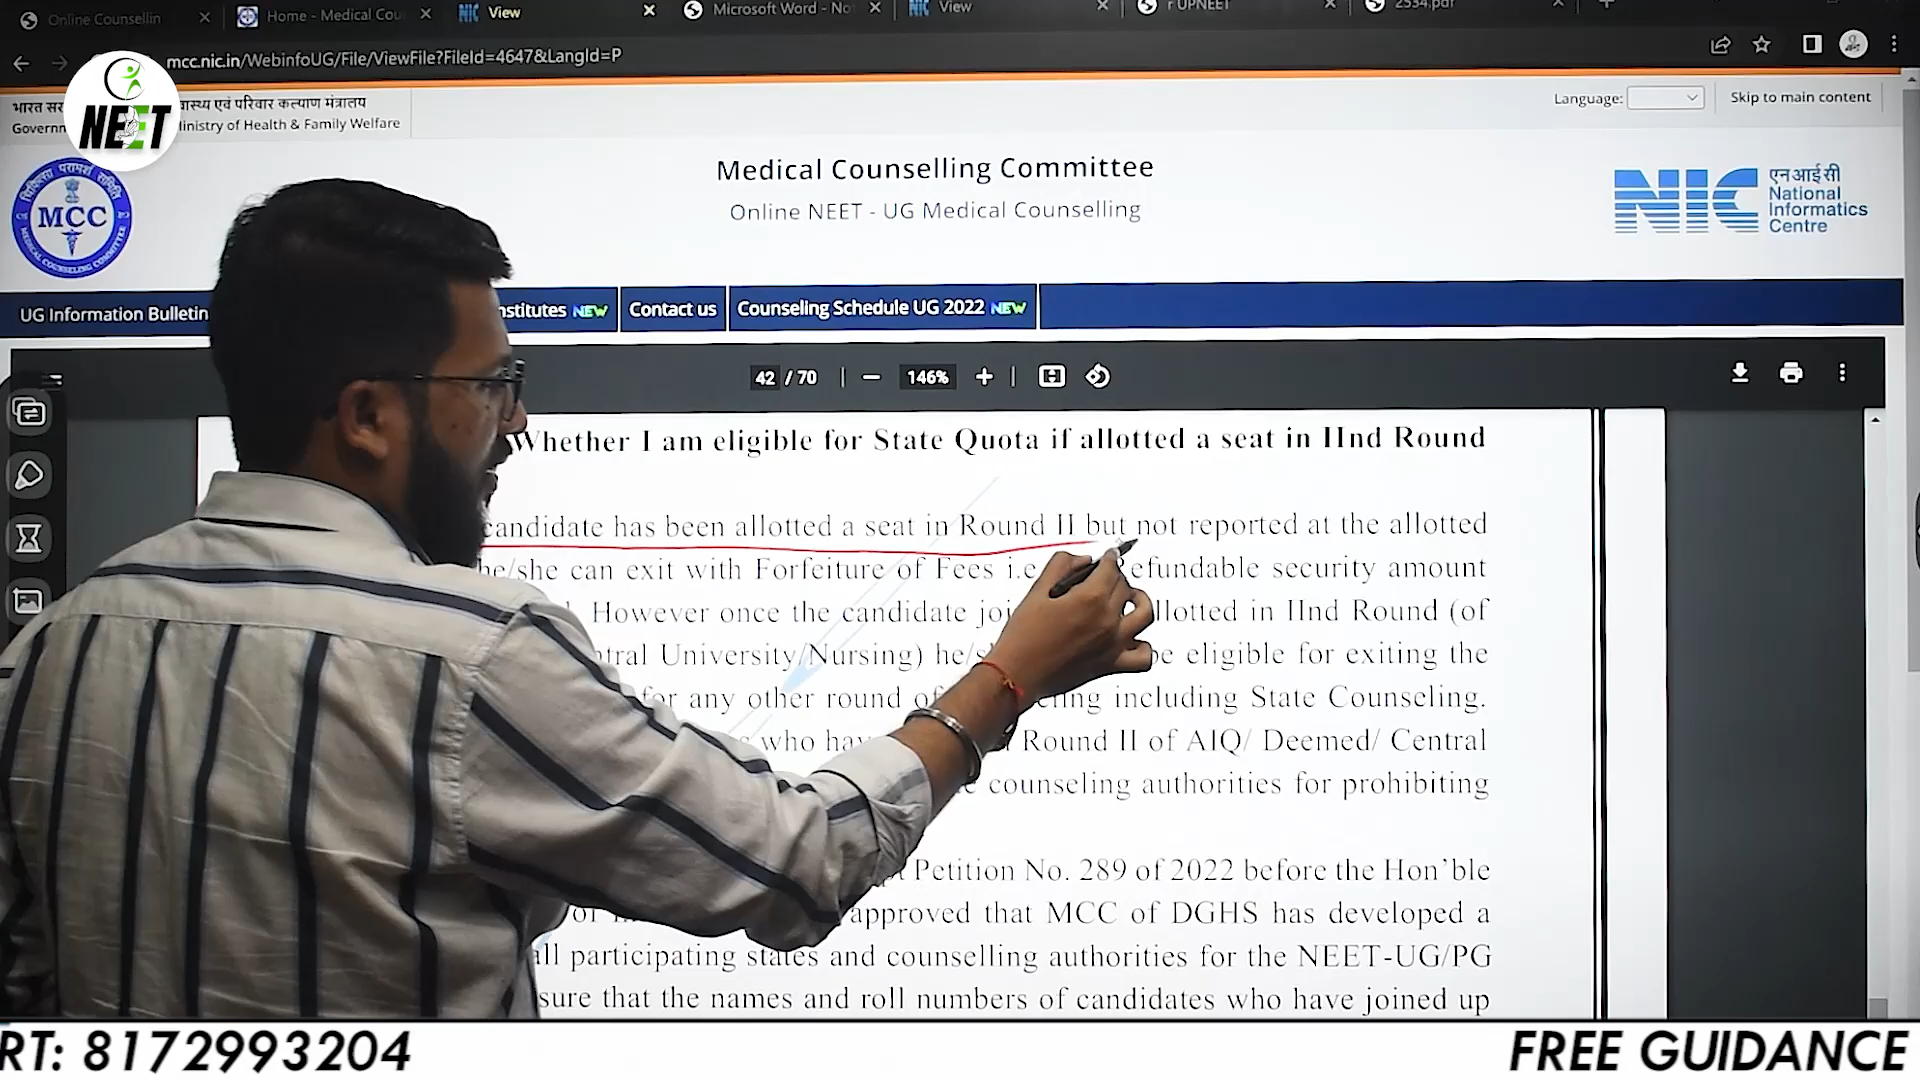 Online Counsellin
Home - Medical Cou
View
Microsoft Word - No
View
r UPNEET
2534.pdf
mcc.nic.in/WebinfoUG/File/ViewFile?FileId=4647&LangId=P
भारत सर
स्थ्य एवं परिवार कल्याण मंत्रालय
Governm
inistry of Health & Family Welfare
Language:
Skip to main content
NEET
MCC
Medical Counselling Committee
Online NEET - UG Medical Counselling
NIC
एनआईसी
National
Informatics
Centre
UG Information Bulletin
nstitutes NEW
Contact us
Counseling Schedule UG 2022 NEW
42 / 70
146%
Whether I am eligible for State Quota if allotted a seat in IInd Round
candidate has been allotted a seat in Round II but not reported at the allotted
he/she can exit with Forfeiture of Fees i.e Refundable security amount
However once the candidate joi llotted in IInd Round (of
ntral University/Nursing) he/s be eligible for exiting the
for any other round of ling including State Counseling.
who hav Round II of AIQ/ Deemed/ Central
counseling authorities for prohibiting
Petition No. 289 of 2022 before the Hon'ble
approved that MCC of DGHS has developed a
all participating states and counselling authorities for the NEET-UG/PG
sure that the names and roll numbers of candidates who have joined up
RT: 8172993204
FREE GUIDANCE